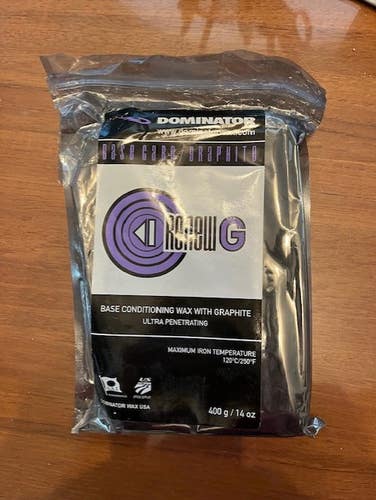 DOMINATOR
BASE CARE/GRAPHITE
RENEW G
BASE CONDITIONING WAX WITH GRAPHITE
ULTRA PENETRATING
MAXIMUM IRON TEMPERATURE
120°C/250°F
DOMINATOR WAX USA
400 g / 14 oz